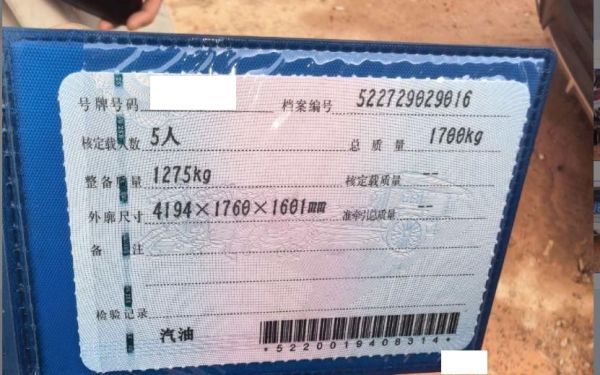 号牌号码 档案编号 522729029016
核定载人数 5人 总质量 1700kg
整备质量 1275kg 核定载质量 --
外廓尺寸 4194×1760×1601mm 准牵引总质量 --
备注
检验记录
汽油
*5220019408314*